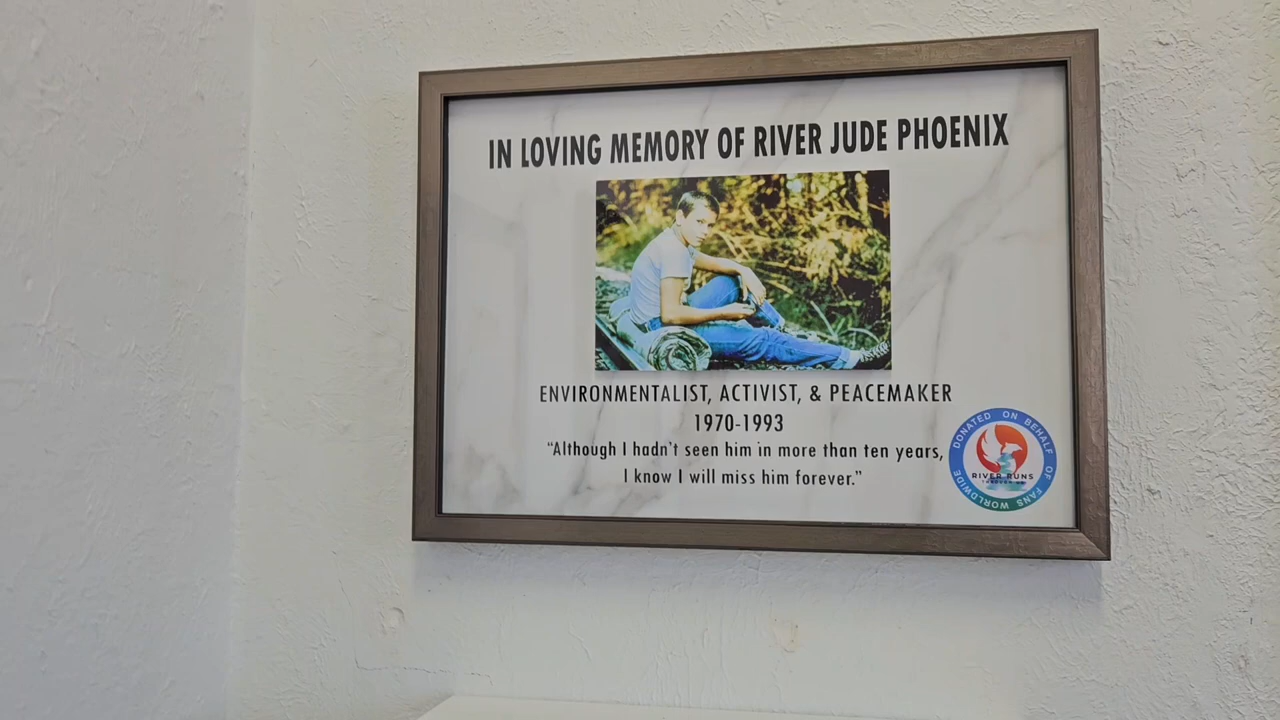 IN LOVING MEMORY OF RIVER JUDE PHOENIX
ENVIRONMENTALIST, ACTIVIST, & PEACEMAKER
1970-1993
“Although I hadn't seen him in more than ten years,
I know I will miss him forever.”
DONATED ON BEHALF OF FANS WORLDWIDE
RIVER RUNS